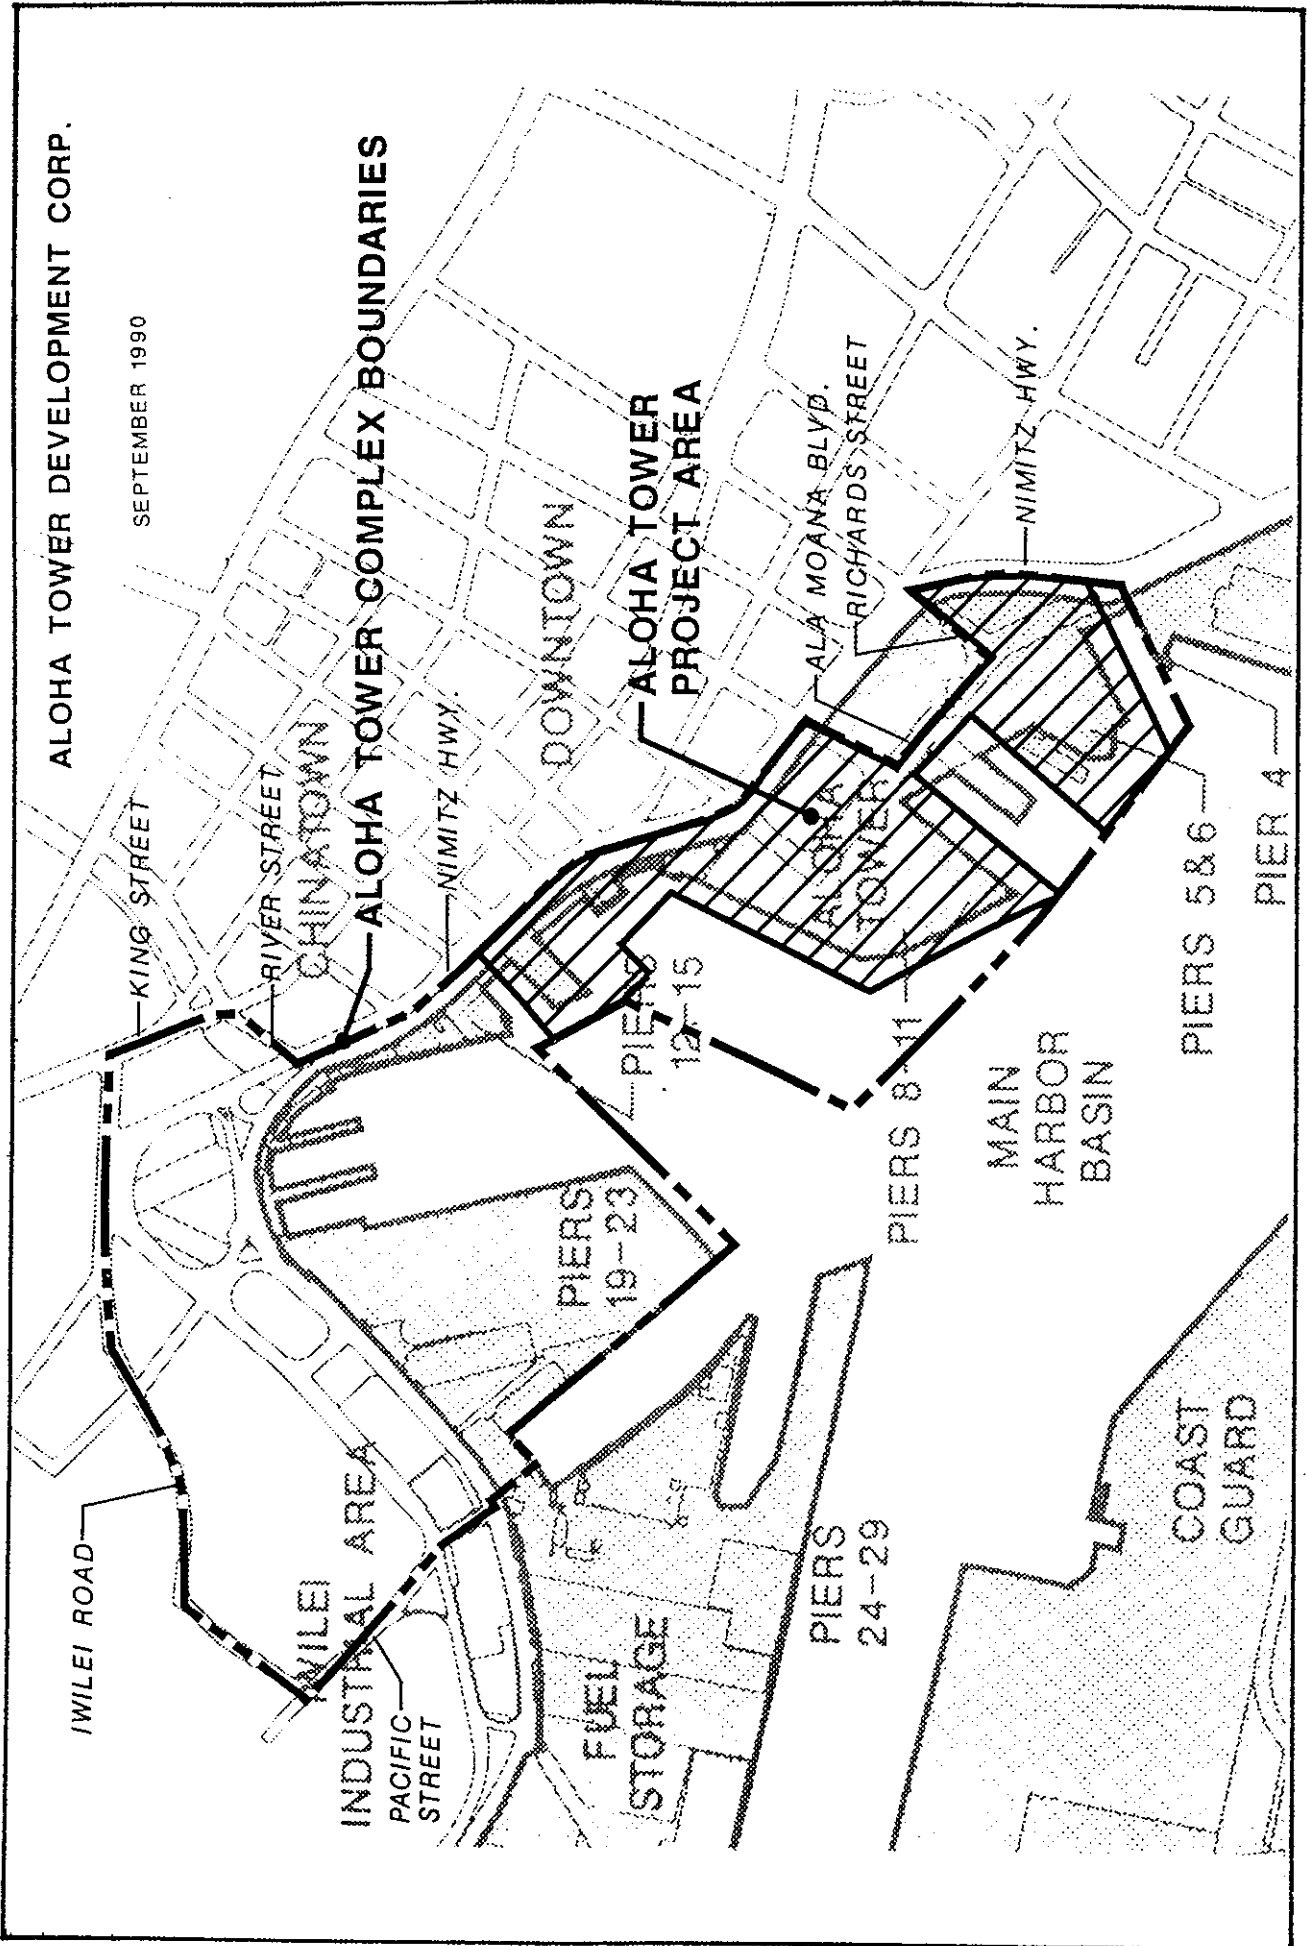 ALOHA TOWER DEVELOPMENT CORP.
SEPTEMBER 1990
KING STREET
RIVER STREET
CHINATOWN
ALOHA TOWER COMPLEX BOUNDARIES
NIMITZ HWY.
DOWNTOWN
ALOHA TOWER
PROJECT AREA
ALA MOANA BLVD.
RICHARDS STREET
NIMITZ HWY.
IWILEI ROAD
IWILEI
INDUSTRIAL AREA
PACIFIC
STREET
FUEL
STORAGE
PIERS
19-23
PIERS
12-15
ALOHA
TOWER
PIERS 8-11
MAIN
HARBOR
BASIN
PIERS 5&6
PIER 4
PIERS
24-29
COAST
GUARD